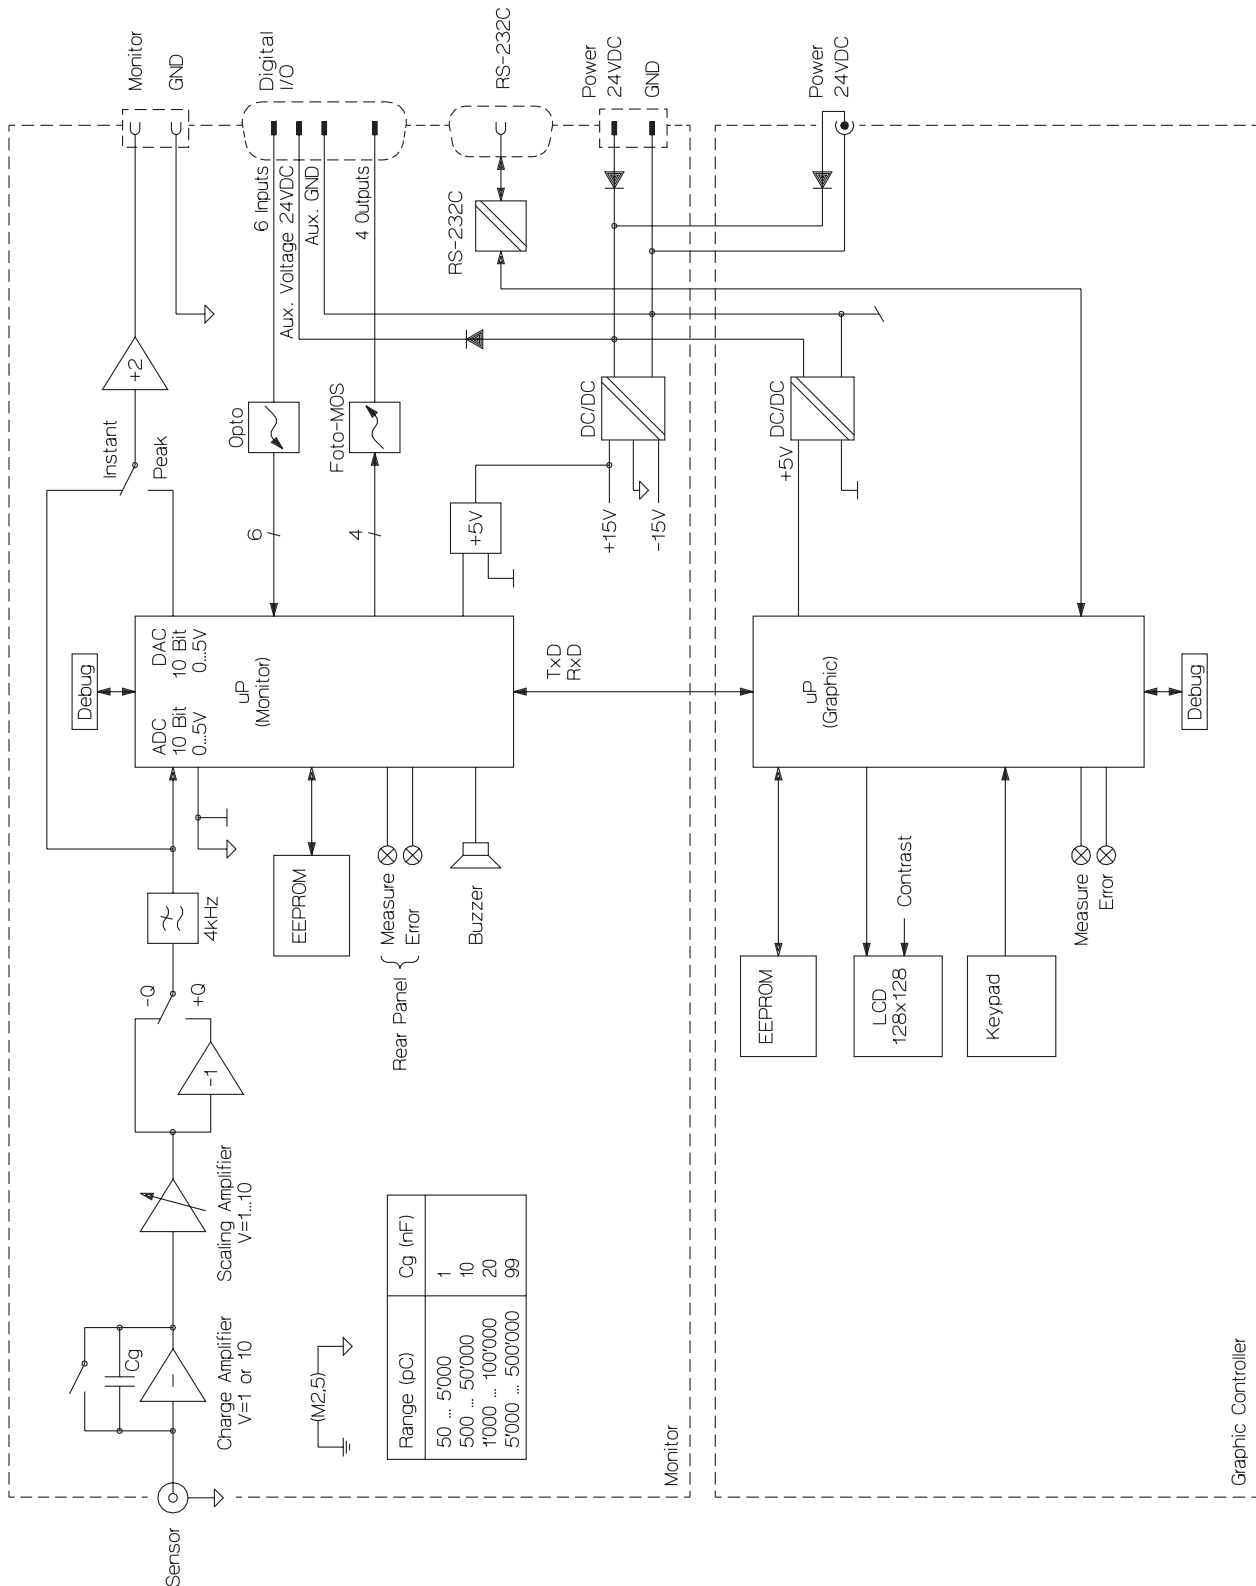 Sensor
Charge Amplifier
V=1 or 10
Cg
Scaling Amplifier
V=1...10
-1
-Q
+Q
4kHz
ADC
10 Bit
0...5V
DAC
10 Bit
0...5V
Debug
uP
(Monitor)
Instant
Peak
+2
Monitor
GND
Opto
6
6 Inputs
Aux. Voltage 24VDC
Aux. GND
4 Outputs
Digital
I/O
Foto-MOS
4
EEPROM
Measure
Error
Rear Panel
Buzzer
+5V
RS-232C
RS-232C
Power
24VDC
GND
DC/DC
+15V
-15V
(M2,5)
Range (pC) Cg (nF)
50 ... 5'000 1
500 ... 50'000 10
1'000 ... 100'000 20
5'000 ... 500'000 99
Monitor
TxD
RxD
Power
24VDC
+5V DC/DC
uP
(Graphic)
Debug
EEPROM
LCD
128x128
Contrast
Keypad
Measure
Error
Graphic Controller